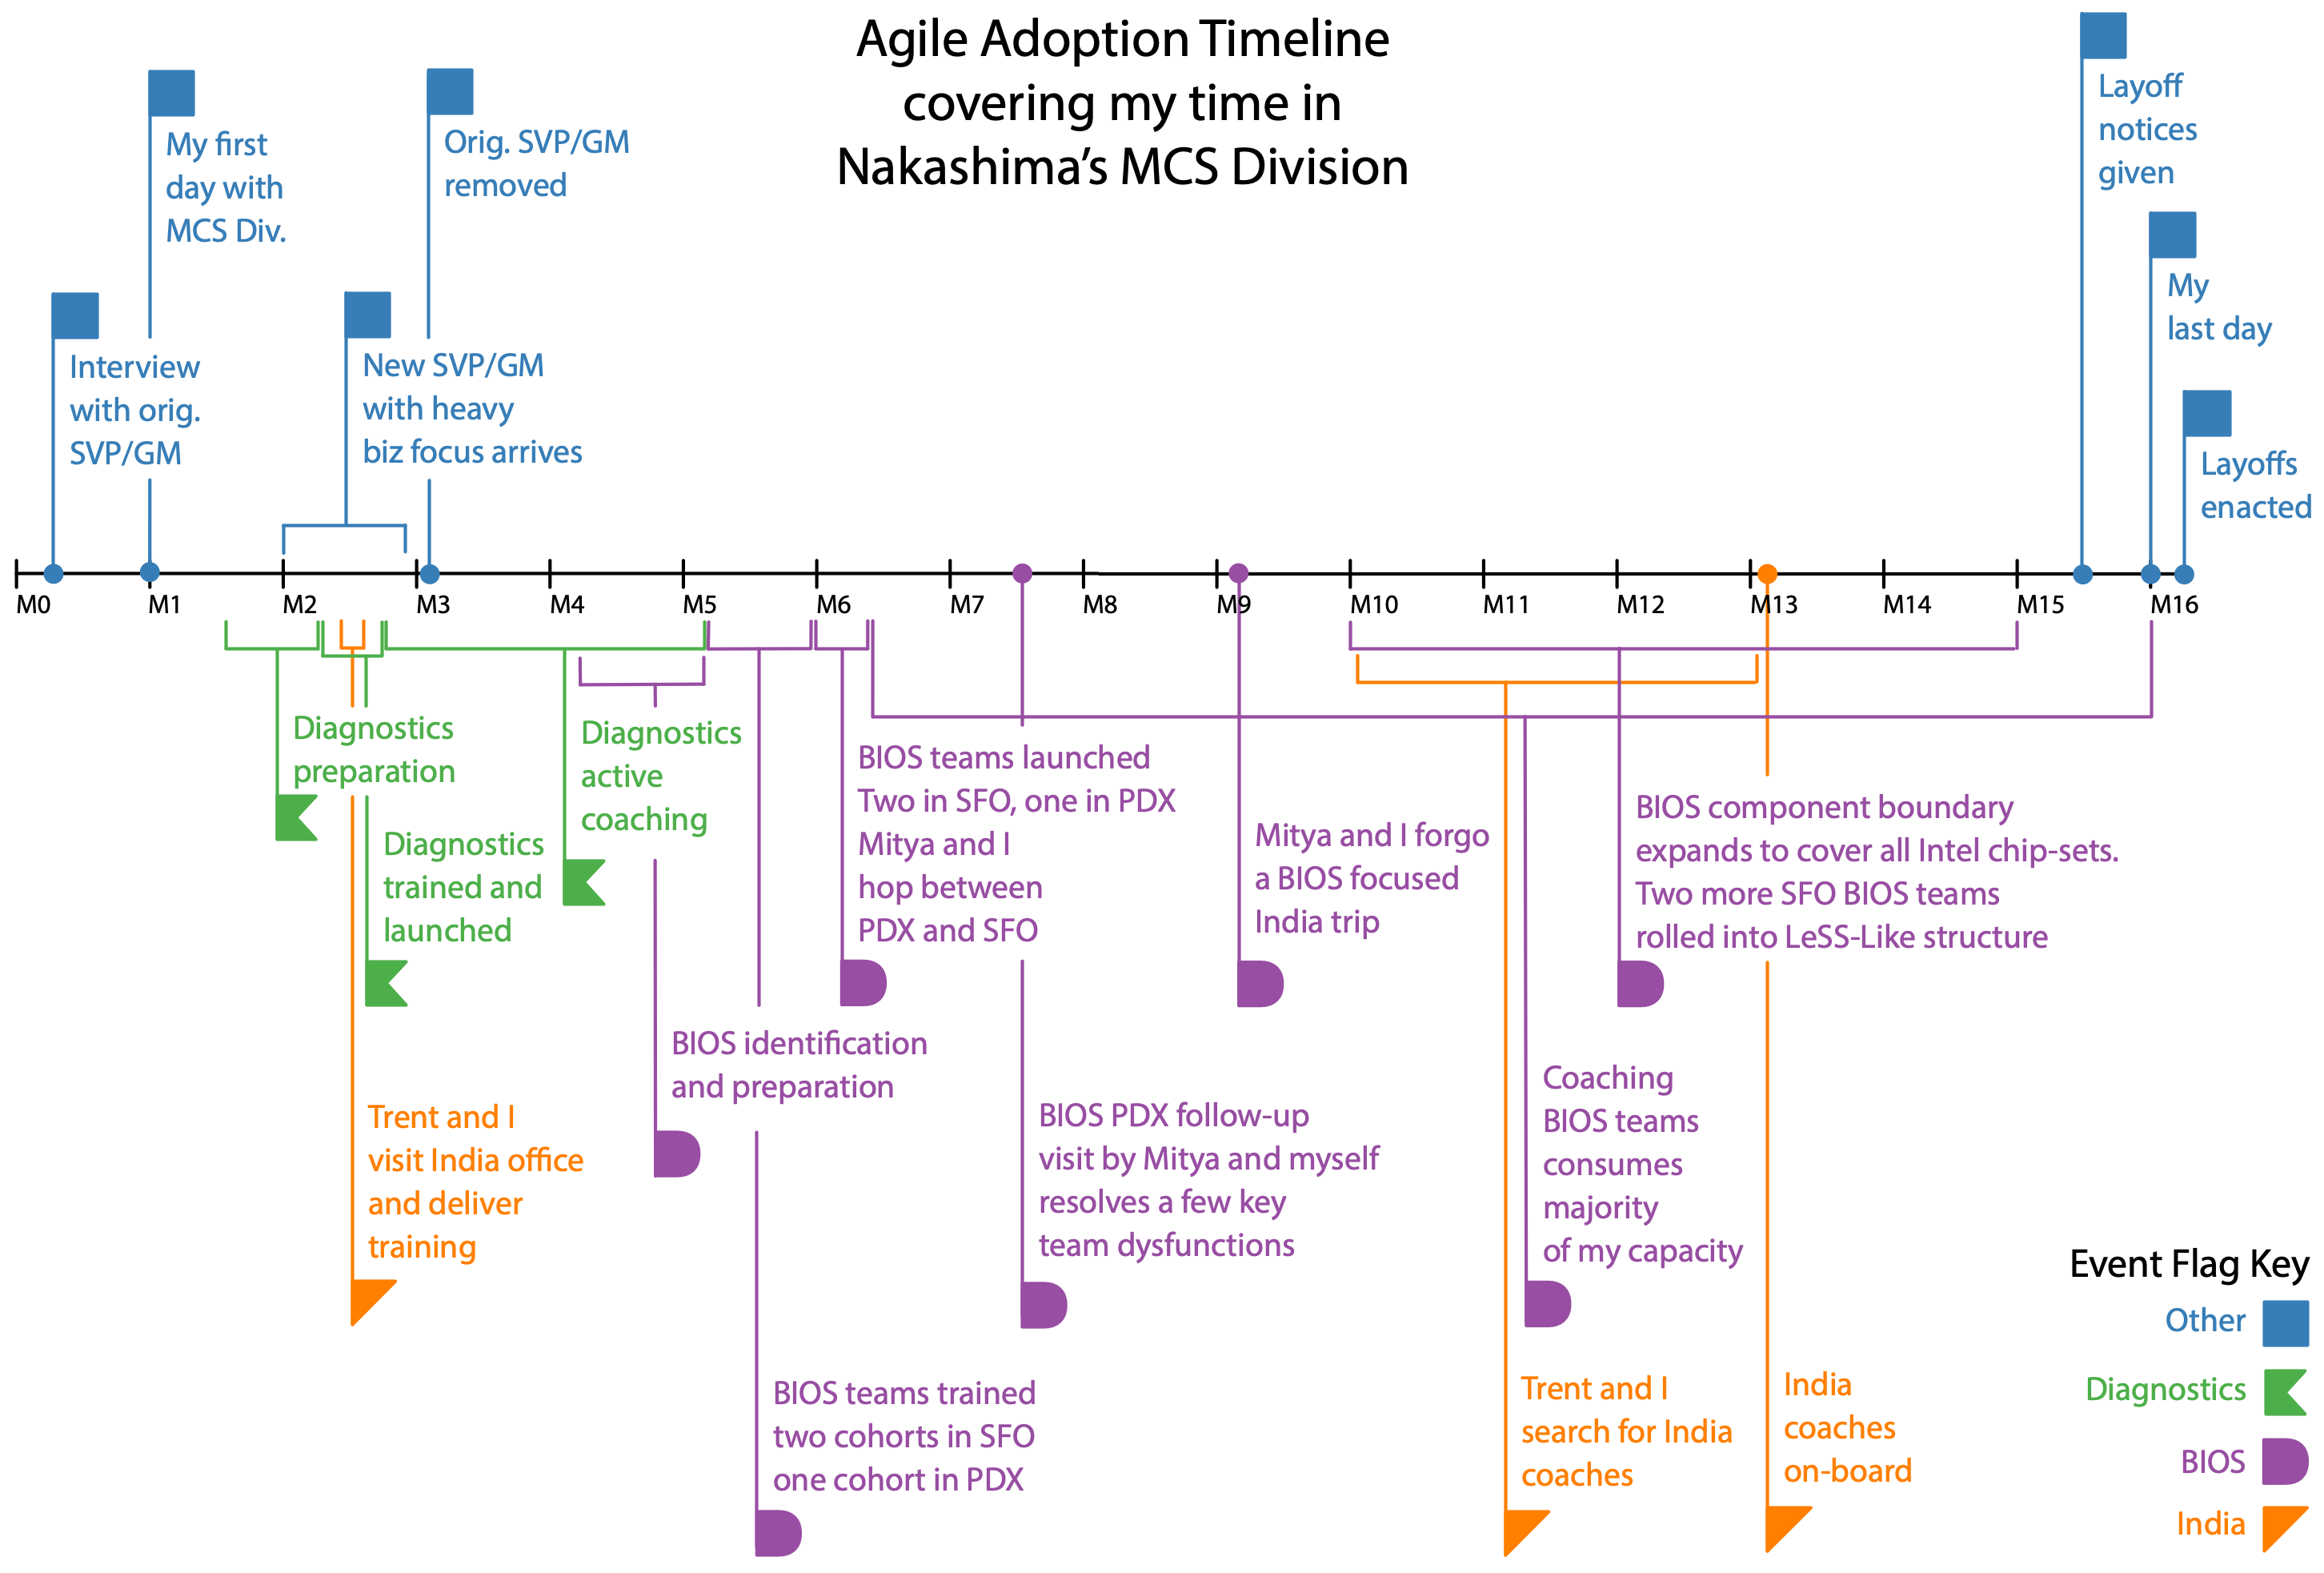 Agile Adoption Timeline
covering my time in
Nakashima’s MCS Division
My first
day with
MCS Div.
Orig. SVP/GM
removed
Layoff
notices
given
My
last day
Interview
with orig.
SVP/GM
New SVP/GM
with heavy
biz focus arrives
Layoffs
enacted
M0 M1 M2 M3 M4 M5 M6 M7 M8 M9 M10 M11 M12 M13 M14 M15 M16
Diagnostics
preparation
Diagnostics
trained and
launched
Diagnostics
active
coaching
BIOS teams launched
Two in SFO, one in PDX
Mitya and I
hop between
PDX and SFO
Mitya and I forgo
a BIOS focused
India trip
BIOS component boundary
expands to cover all Intel chip-sets.
Two more SFO BIOS teams
rolled into LeSS-Like structure
BIOS identification
and preparation
Trent and I
visit India office
and deliver
training
BIOS PDX follow-up
visit by Mitya and myself
resolves a few key
team dysfunctions
Coaching
BIOS teams
consumes
majority
of my capacity
BIOS teams trained
two cohorts in SFO
one cohort in PDX
Trent and I
search for India
coaches
India
coaches
on-board
Event Flag Key
Other
Diagnostics
BIOS
India